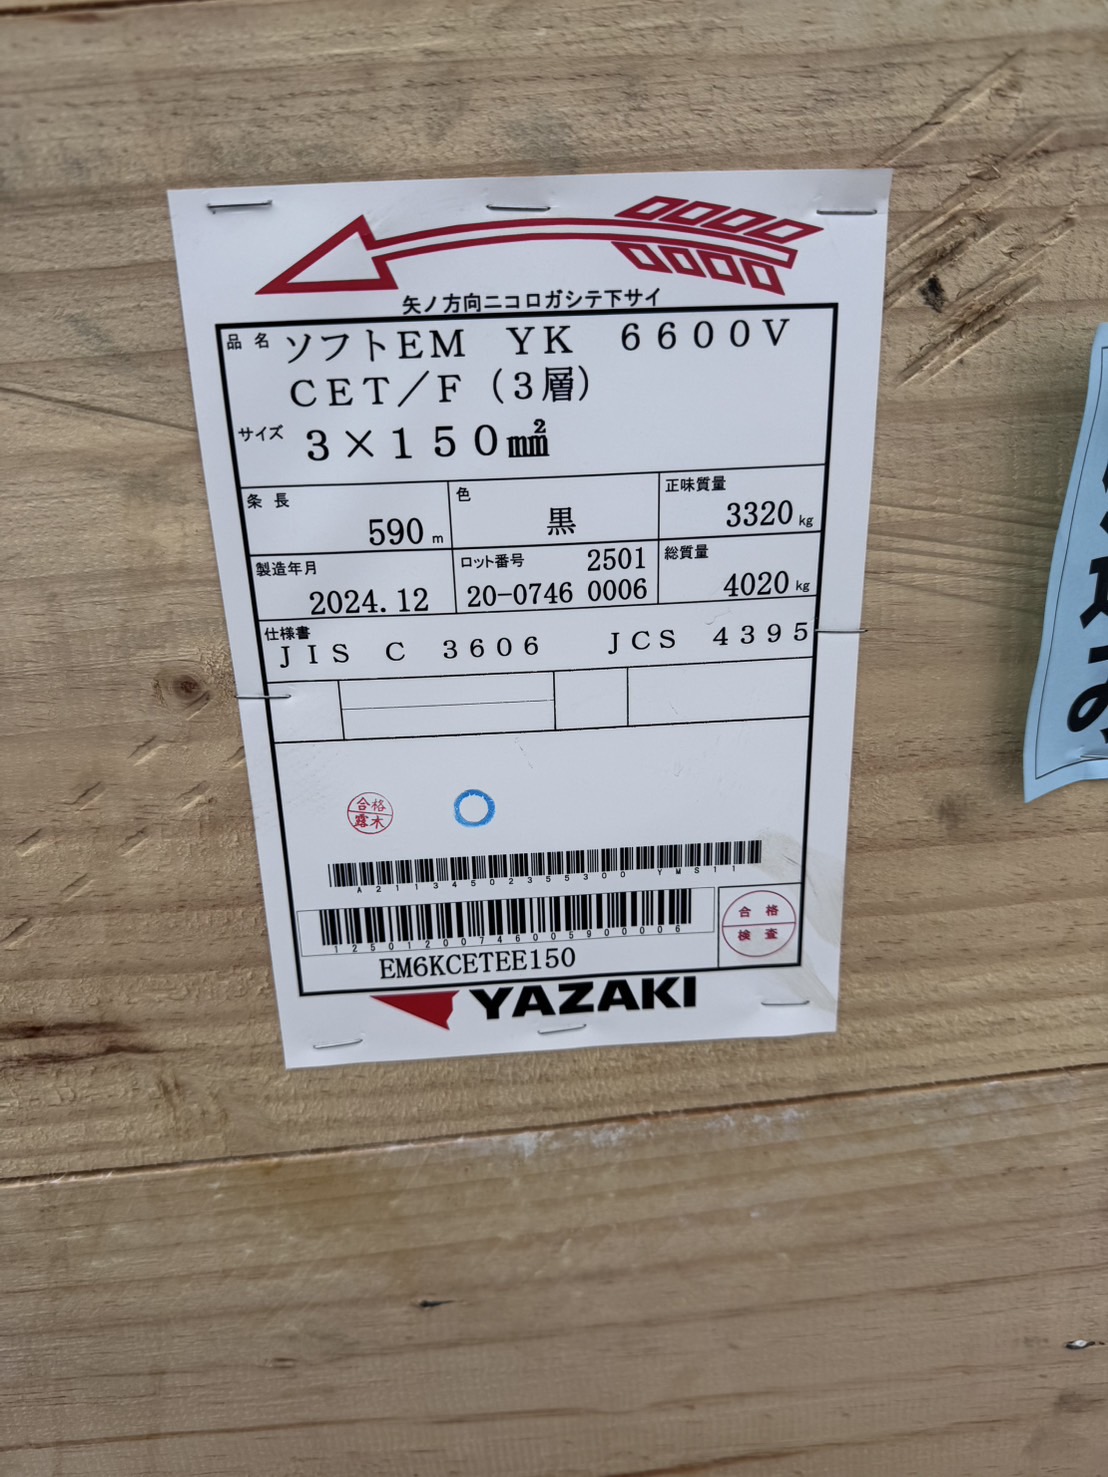 矢ノ方向ニコロガシテ下サイ
品 名 ソフトEM YK 6600V
CET/F(3層)
サイズ 3×150㎟
条 長 590 m
色 黒
正味質量 3320 kg
製造年月 2024.12
ロット番号 2501
20-0746 0006
総質量 4020 kg
仕様書
JIS C 3606 JCS 4395
合格
露木
A21134502355300 YMS11
1250120074600590000006
合 格
検 査
EM6KCETEE150
YAZAKI